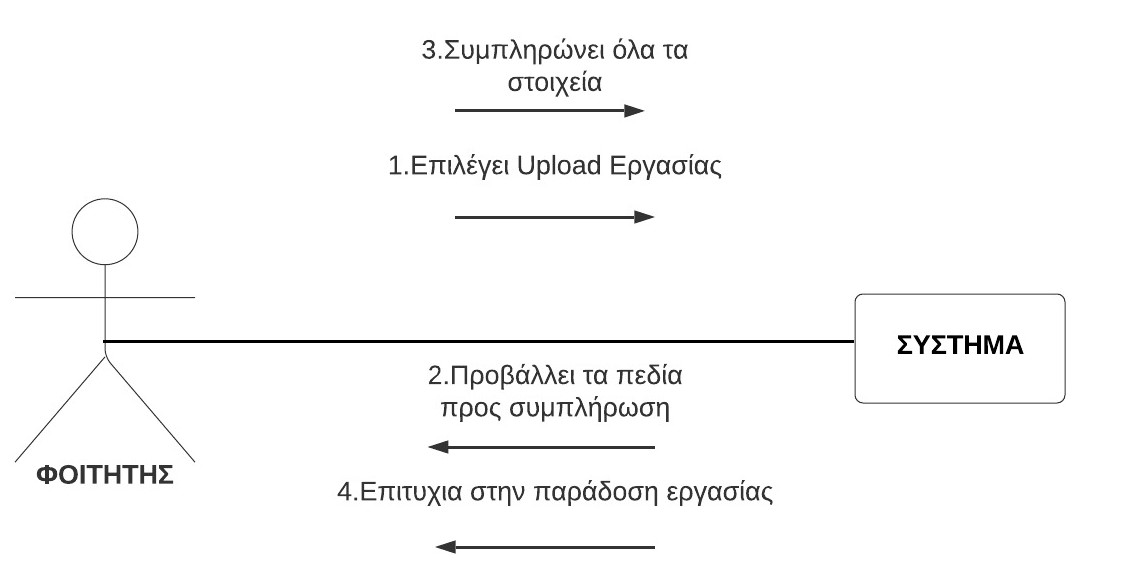 3.Συμπληρώνει όλα τα
στοιχεία
1.Επιλέγει Upload Εργασίας
ΣΥΣΤΗΜΑ
2.Προβάλλει τα πεδία
προς συμπλήρωση
ΦΟΙΤΗΤΗΣ
4.Επιτυχια στην παράδοση εργασίας